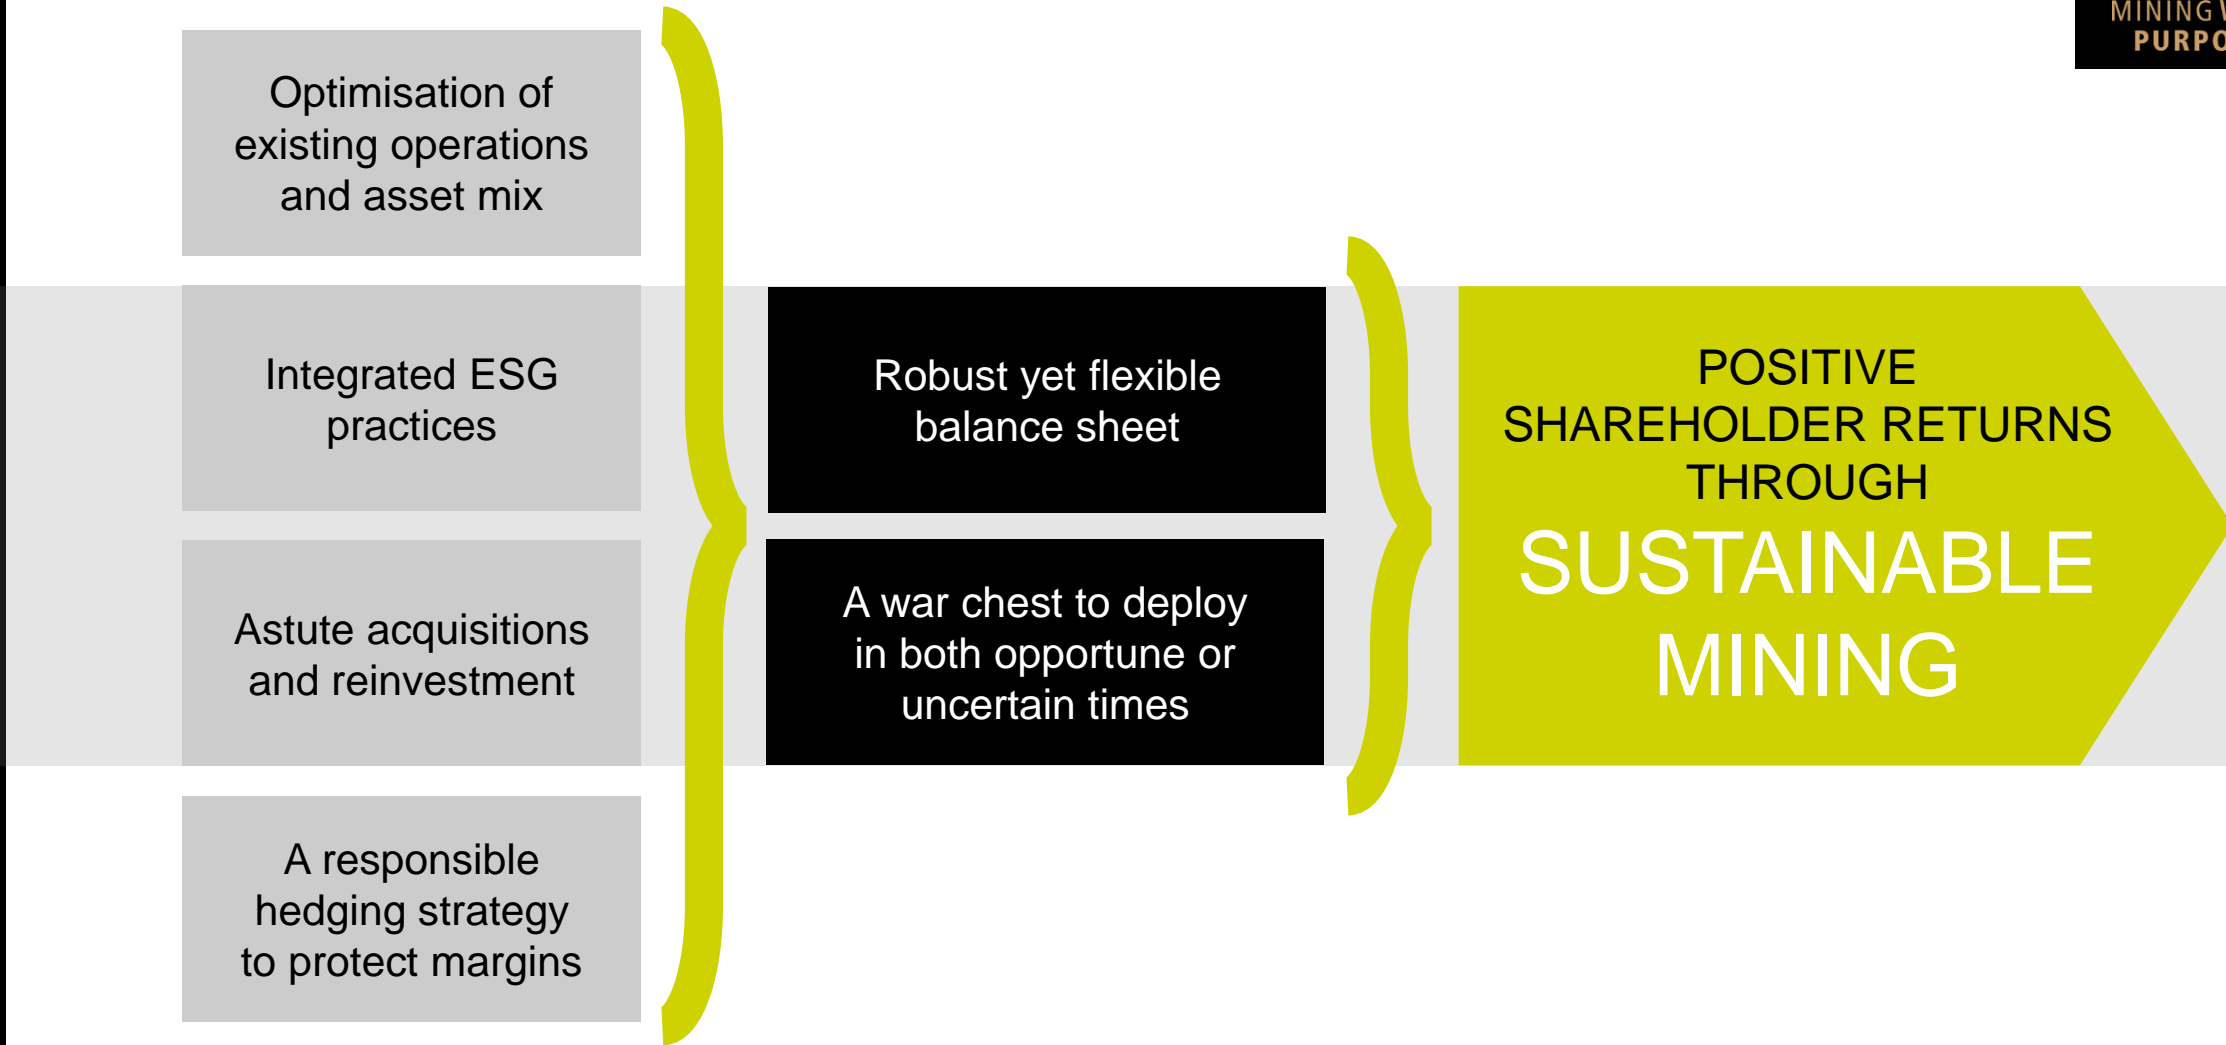 MINING
Optimisation of
existing operations
and asset mix
Integrated ESG
practices
Astute acquisitions
and reinvestment
A responsible
hedging strategy
to protect margins
Robust yet flexible
balance sheet
A war chest to deploy
in both opportune or
uncertain times
POSITIVE
SHAREHOLDER RETURNS
THROUGH
SUSTAINABLE
MINING